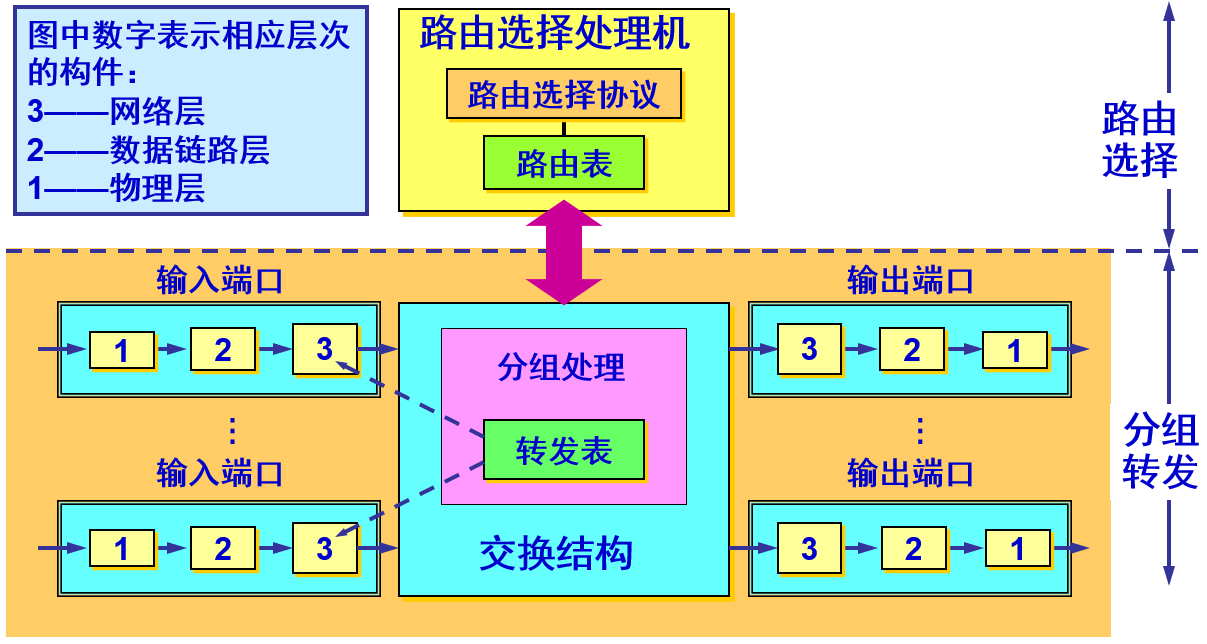 图中数字表示相应层次
的构件：
3——网络层
2——数据链路层
1——物理层
路由选择处理机
路由选择协议
路由表
路由
选择
输入端口
输出端口
1
2
3
3
2
1
分组处理
转发表
…
…
分组
转发
输入端口
输出端口
1
2
3
3
2
1
交换结构